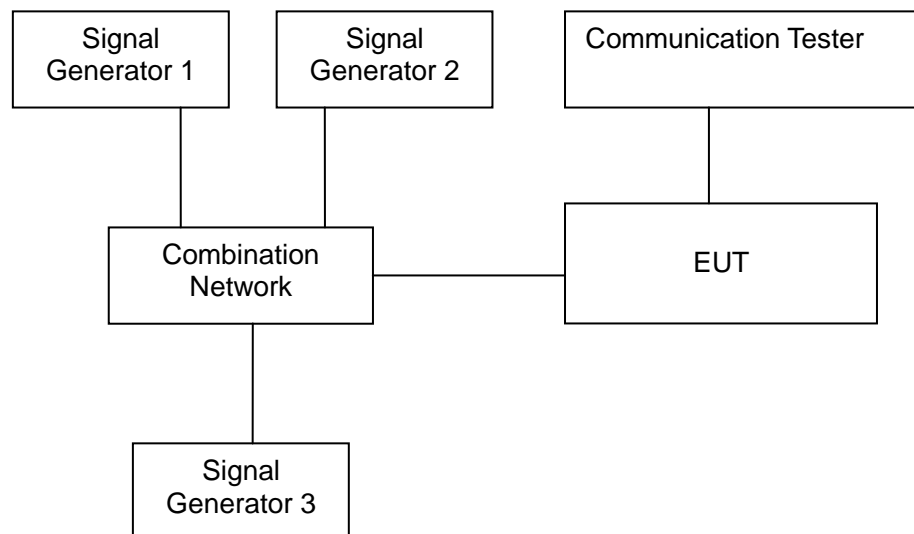 Signal
Generator 1
Signal
Generator 2
Communication Tester
Combination
Network
EUT
Signal
Generator 3